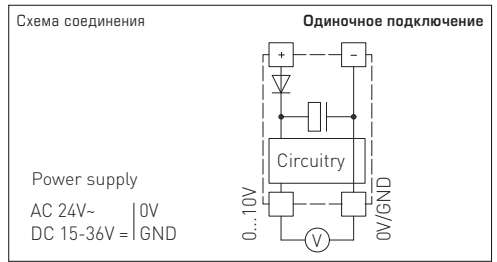 Схема соединения
Одиночное подключение
+ −
Circuitry
Power supply
AC 24V~ | 0V
DC 15-36V = | GND
0...10V
0V/GND
V